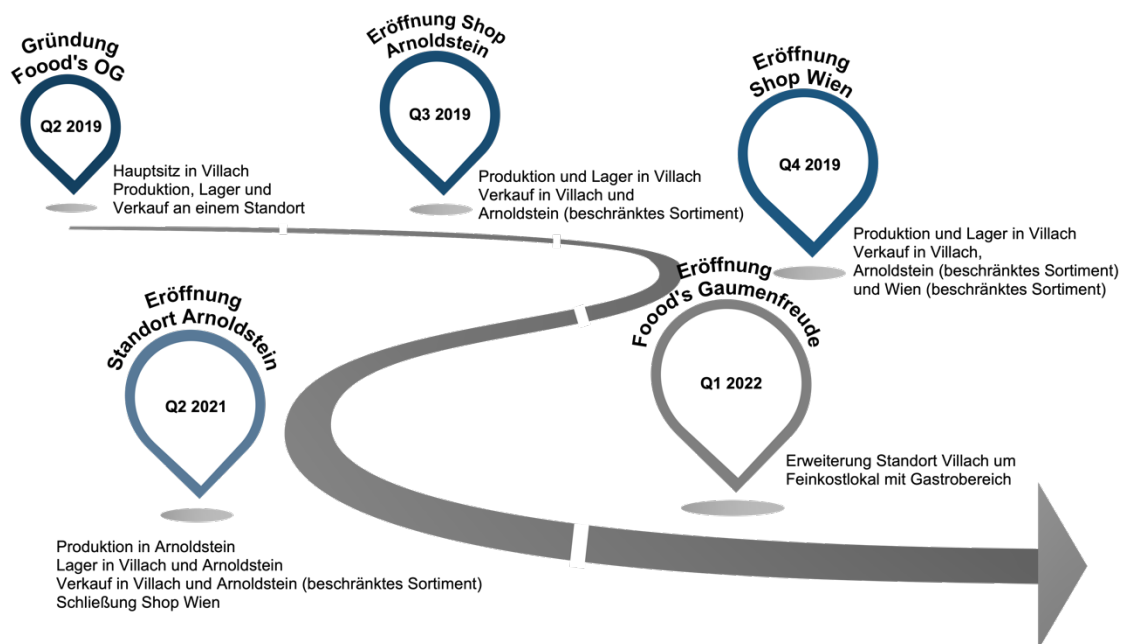 Gründung
Foood's OG
Q2 2019
Hauptsitz in Villach
Produktion, Lager und
Verkauf an einem Standort
Eröffnung Shop
Arnoldstein
Q3 2019
Produktion und Lager in Villach
Verkauf in Villach und
Arnoldstein (beschränktes Sortiment)
Eröffnung
Shop Wien
Q4 2019
Produktion und Lager in Villach
Verkauf in Villach,
Arnoldstein (beschränktes Sortiment)
und Wien (beschränktes Sortiment)
Eröffnung
Standort Arnoldstein
Q2 2021
Produktion in Arnoldstein
Lager in Villach und Arnoldstein
Verkauf in Villach und Arnoldstein (beschränktes Sortiment)
Schließung Shop Wien
Eröffnung
Foood's Gaumenfreude
Q1 2022
Erweiterung Standort Villach um
Feinkostlokal mit Gastrobereich